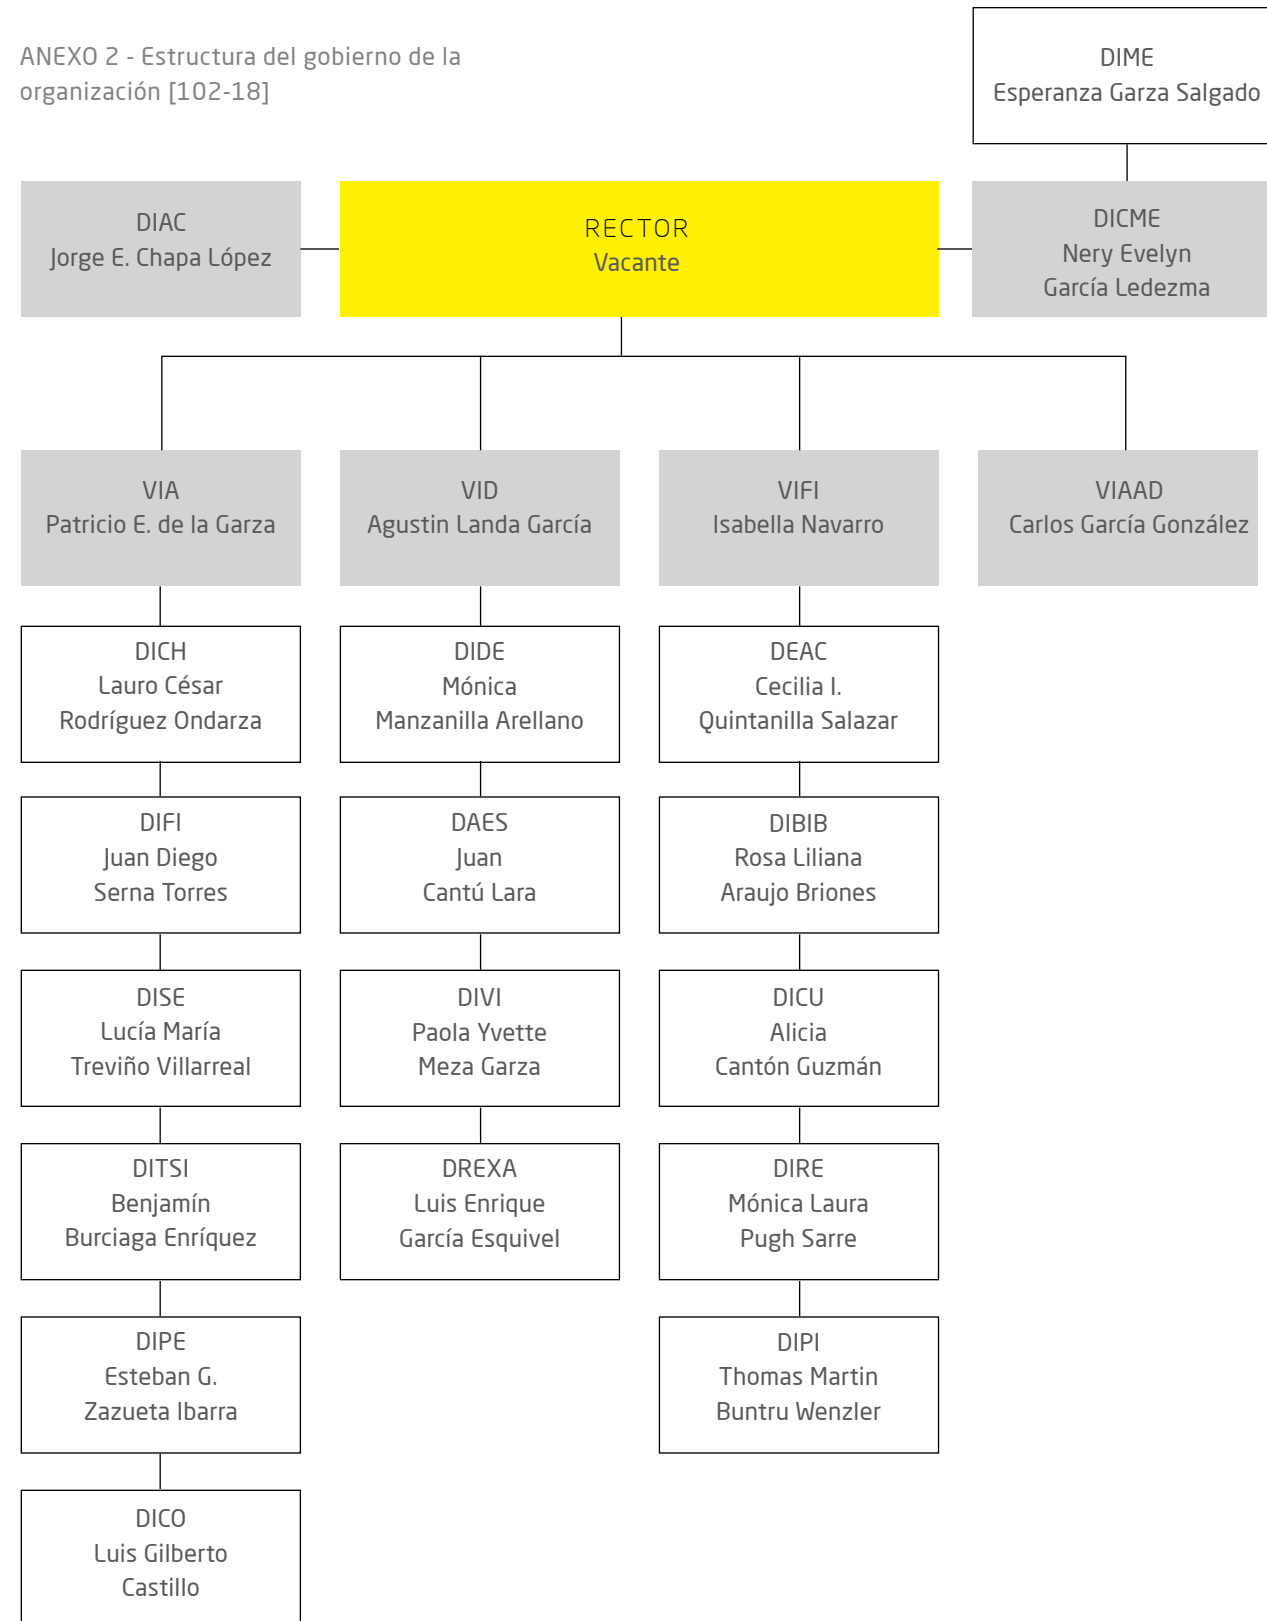 ANEXO 2 - Estructura del gobierno de la
organización [102-18]
DIME
Esperanza Garza Salgado
DIAC
Jorge E. Chapa López
RECTOR
Vacante
DICME
Nery Evelyn
García Ledezma
VIA
Patricio E. de la Garza
VID
Agustin Landa García
VIFI
Isabella Navarro
VIAAD
Carlos García González
DICH
Lauro César
Rodríguez Ondarza
DIDE
Mónica
Manzanilla Arellano
DEAC
Cecilia I.
Quintanilla Salazar
DIFI
Juan Diego
Serna Torres
DAES
Juan
Cantú Lara
DIBIB
Rosa Liliana
Araujo Briones
DISE
Lucía María
Treviño Villarreal
DIVI
Paola Yvette
Meza Garza
DICU
Alicia
Cantón Guzmán
DITSI
Benjamín
Burciaga Enríquez
DREXA
Luis Enrique
García Esquivel
DIRE
Mónica Laura
Pugh Sarre
DIPE
Esteban G.
Zazueta Ibarra
DIPI
Thomas Martin
Buntru Wenzler
DICO
Luis Gilberto
Castillo